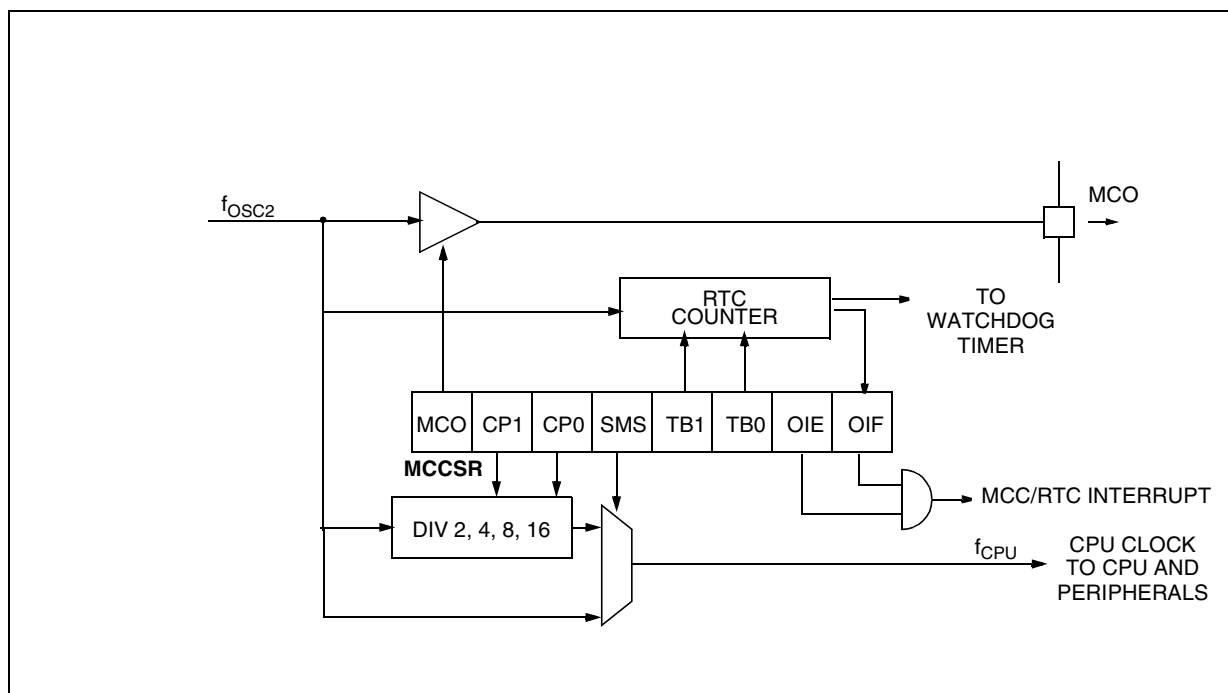 MCO
fOSC2
RTC
COUNTER
TO
WATCHDOG
TIMER
MCO CP1 CP0 SMS TB1 TB0 OIE OIF
MCCSR
MCC/RTC INTERRUPT
DIV 2, 4, 8, 16
fCPU
CPU CLOCK
TO CPU AND
PERIPHERALS